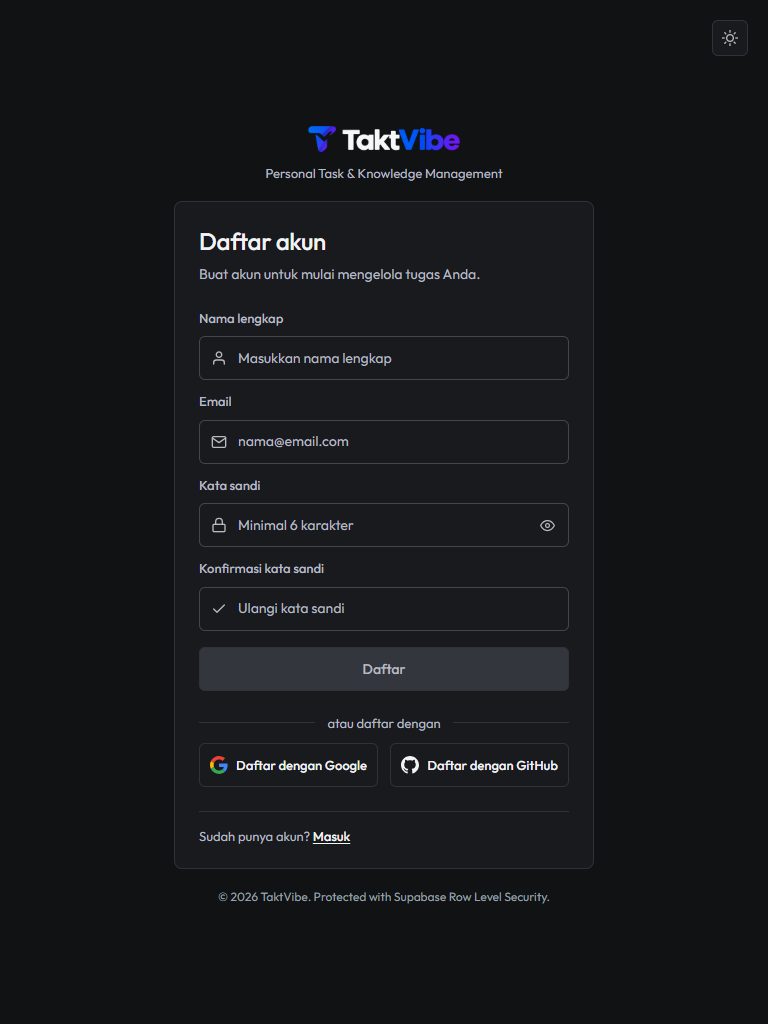 TaktVibe
Personal Task & Knowledge Management
Daftar akun
Buat akun untuk mulai mengelola tugas Anda.
Nama lengkap
Masukkan nama lengkap
Email
nama@email.com
Kata sandi
Minimal 6 karakter
Konfirmasi kata sandi
Ulangi kata sandi
Daftar
atau daftar dengan
Daftar dengan Google
Daftar dengan GitHub
Sudah punya akun? Masuk
© 2026 TaktVibe. Protected with Supabase Row Level Security.